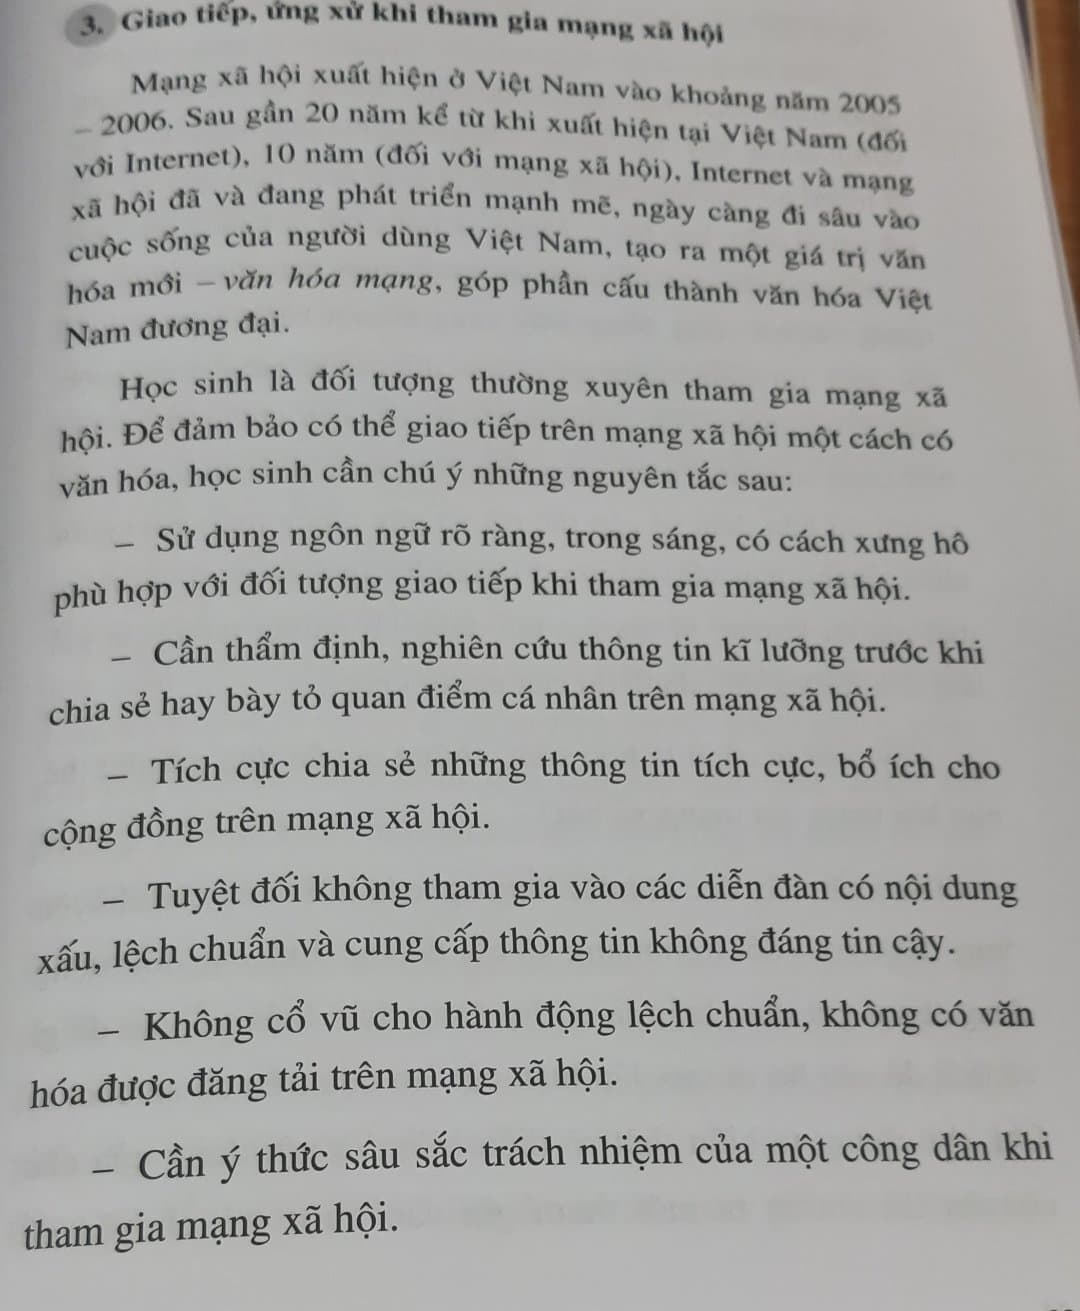 3. Giao tiếp, ứng xử khi tham gia mạng xã hội
Mạng xã hội xuất hiện ở Việt Nam vào khoảng năm 2005
– 2006. Sau gần 20 năm kể từ khi xuất hiện tại Việt Nam (đối
với Internet), 10 năm (đối với mạng xã hội), Internet và mạng
xã hội đã và đang phát triển mạnh mẽ, ngày càng đi sâu vào
cuộc sống của người dùng Việt Nam, tạo ra một giá trị văn
hóa mới – văn hóa mạng, góp phần cấu thành văn hóa Việt
Nam đương đại.
Học sinh là đối tượng thường xuyên tham gia mạng xã
hội. Để đảm bảo có thể giao tiếp trên mạng xã hội một cách có
văn hóa, học sinh cần chú ý những nguyên tắc sau:
– Sử dụng ngôn ngữ rõ ràng, trong sáng, có cách xưng hô
phù hợp với đối tượng giao tiếp khi tham gia mạng xã hội.
– Cần thẩm định, nghiên cứu thông tin kĩ lưỡng trước khi
chia sẻ hay bày tỏ quan điểm cá nhân trên mạng xã hội.
– Tích cực chia sẻ những thông tin tích cực, bổ ích cho
cộng đồng trên mạng xã hội.
– Tuyệt đối không tham gia vào các diễn đàn có nội dung
xấu, lệch chuẩn và cung cấp thông tin không đáng tin cậy.
– Không cổ vũ cho hành động lệch chuẩn, không có văn
hóa được đăng tải trên mạng xã hội.
– Cần ý thức sâu sắc trách nhiệm của một công dân khi
tham gia mạng xã hội.